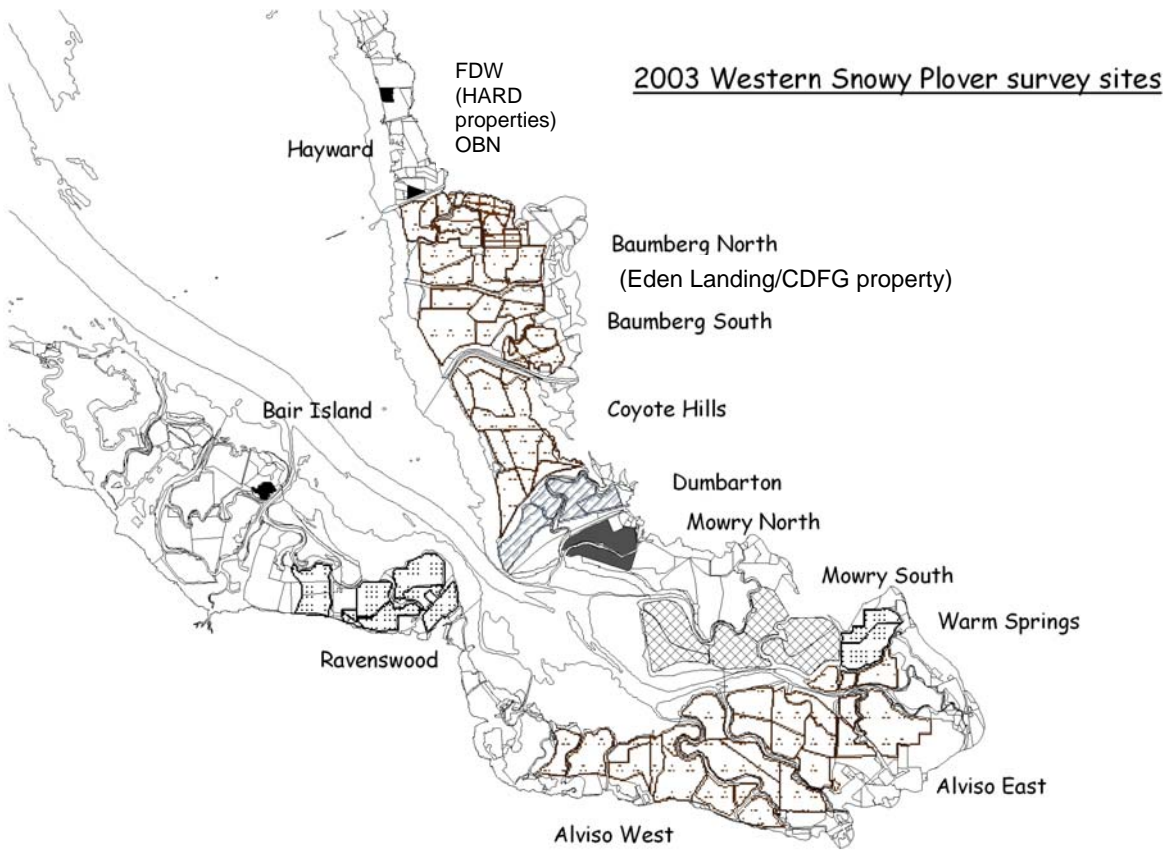 2003 Western Snowy Plover survey sites
FDW
(HARD
properties)
OBN
Hayward
Baumberg North
(Eden Landing/CDFG property)
Baumberg South
Bair Island
Coyote Hills
Dumbarton
Mowry North
Mowry South
Warm Springs
Ravenswood
Alviso East
Alviso West